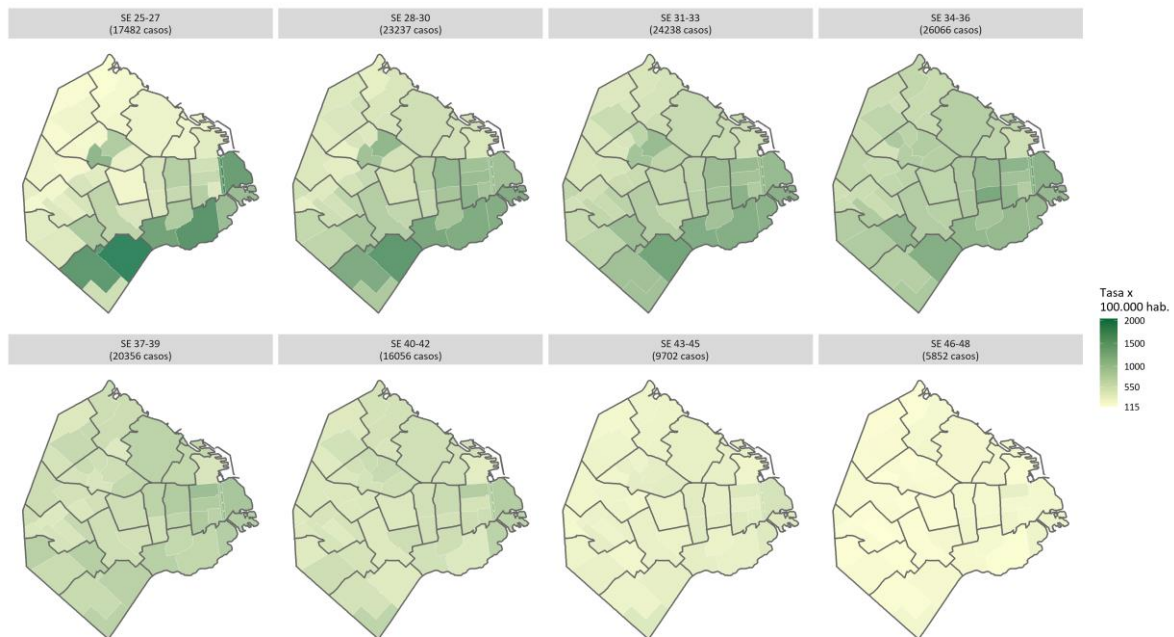 SE 25-27
(17482 casos)
SE 28-30
(23237 casos)
SE 31-33
(24238 casos)
SE 34-36
(26066 casos)
Tasa x
100.000 hab.
2000
1500
1000
550
115
SE 37-39
(20356 casos)
SE 40-42
(16056 casos)
SE 43-45
(9702 casos)
SE 46-48
(5852 casos)